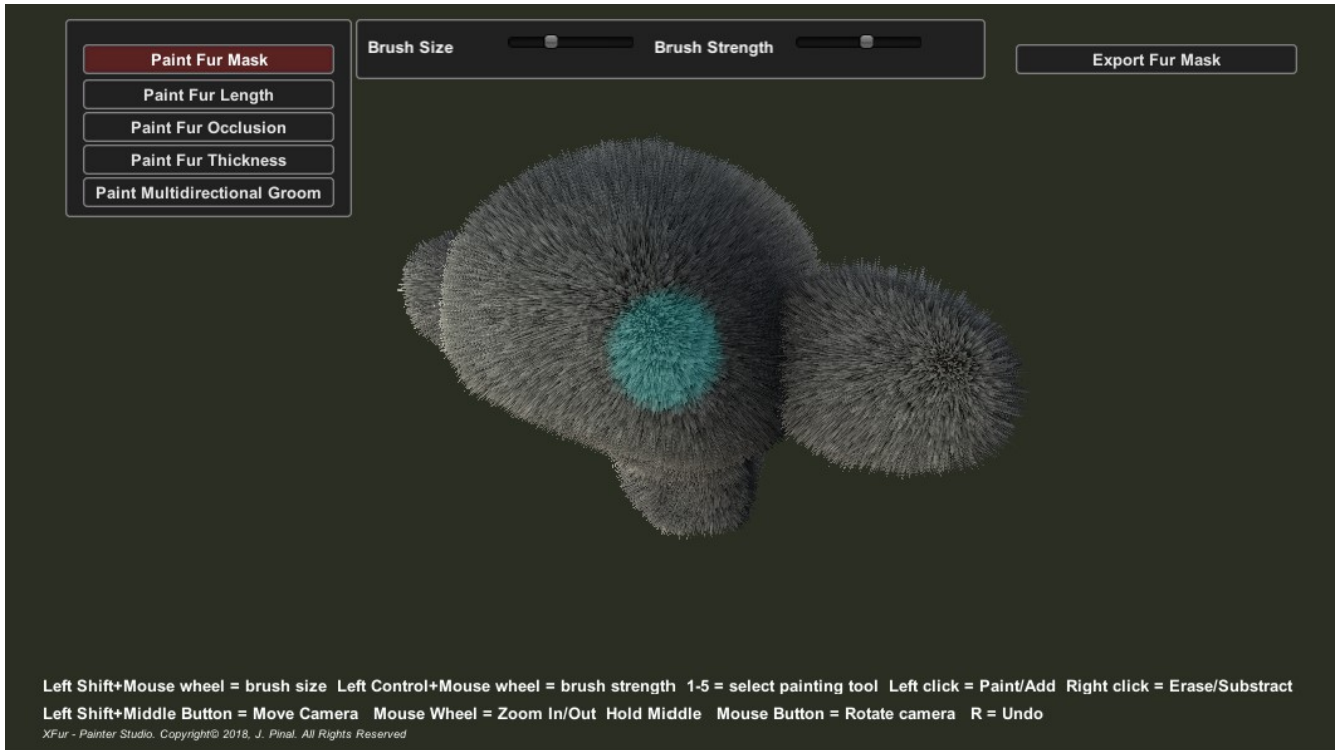 Paint Fur Mask
Paint Fur Length
Paint Fur Occlusion
Paint Fur Thickness
Paint Multidirectional Groom
Brush Size Brush Strength
Export Fur Mask
Left Shift+Mouse wheel = brush size Left Control+Mouse wheel = brush strength 1-5 = select painting tool Left click = Paint/Add Right click = Erase/Substract
Left Shift+Middle Button = Move Camera Mouse Wheel = Zoom In/Out Hold Middle Mouse Button = Rotate camera R = Undo
XFur - Painter Studio. Copyright© 2018, J. Pinal. All Rights Reserved